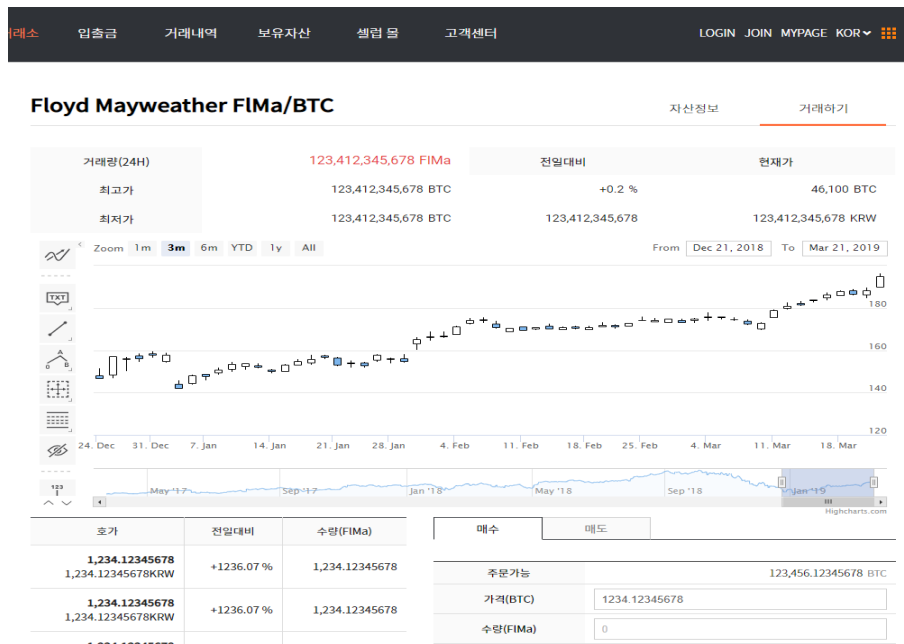 거래소 입출금 거래내역 보유자산 셀럽 몰 고객센터 LOGIN JOIN MYPAGE KOR
Floyd Mayweather FlMa/BTC 자산정보 거래하기
거래량(24H) 123,412,345,678 FlMa 전일대비 현재가
최고가 123,412,345,678 BTC +0.2 % 46,100 BTC
최저가 123,412,345,678 BTC 123,412,345,678 123,412,345,678 KRW
Zoom 1m 3m 6m YTD 1y All From Dec 21, 2018 To Mar 21, 2019
TXT
A
0 B
180
160
140
120
24. Dec 31. Dec 7. Jan 14. Jan 21. Jan 28. Jan 4. Feb 11. Feb 18. Feb 25. Feb 4. Mar 11. Mar 18. Mar
123
May '17 Sep '17 Jan '18 May '18 Sep '18 Jan '19
Highcharts.com
호가 전일대비 수량(FlMa) 매수 매도
1,234.12345678
1,234.12345678KRW +1236.07 % 1,234.12345678
주문가능 123,456.12345678 BTC
가격(BTC) 1234.12345678
1,234.12345678
1,234.12345678KRW +1236.07 % 1,234.12345678
수량(FlMa) 0